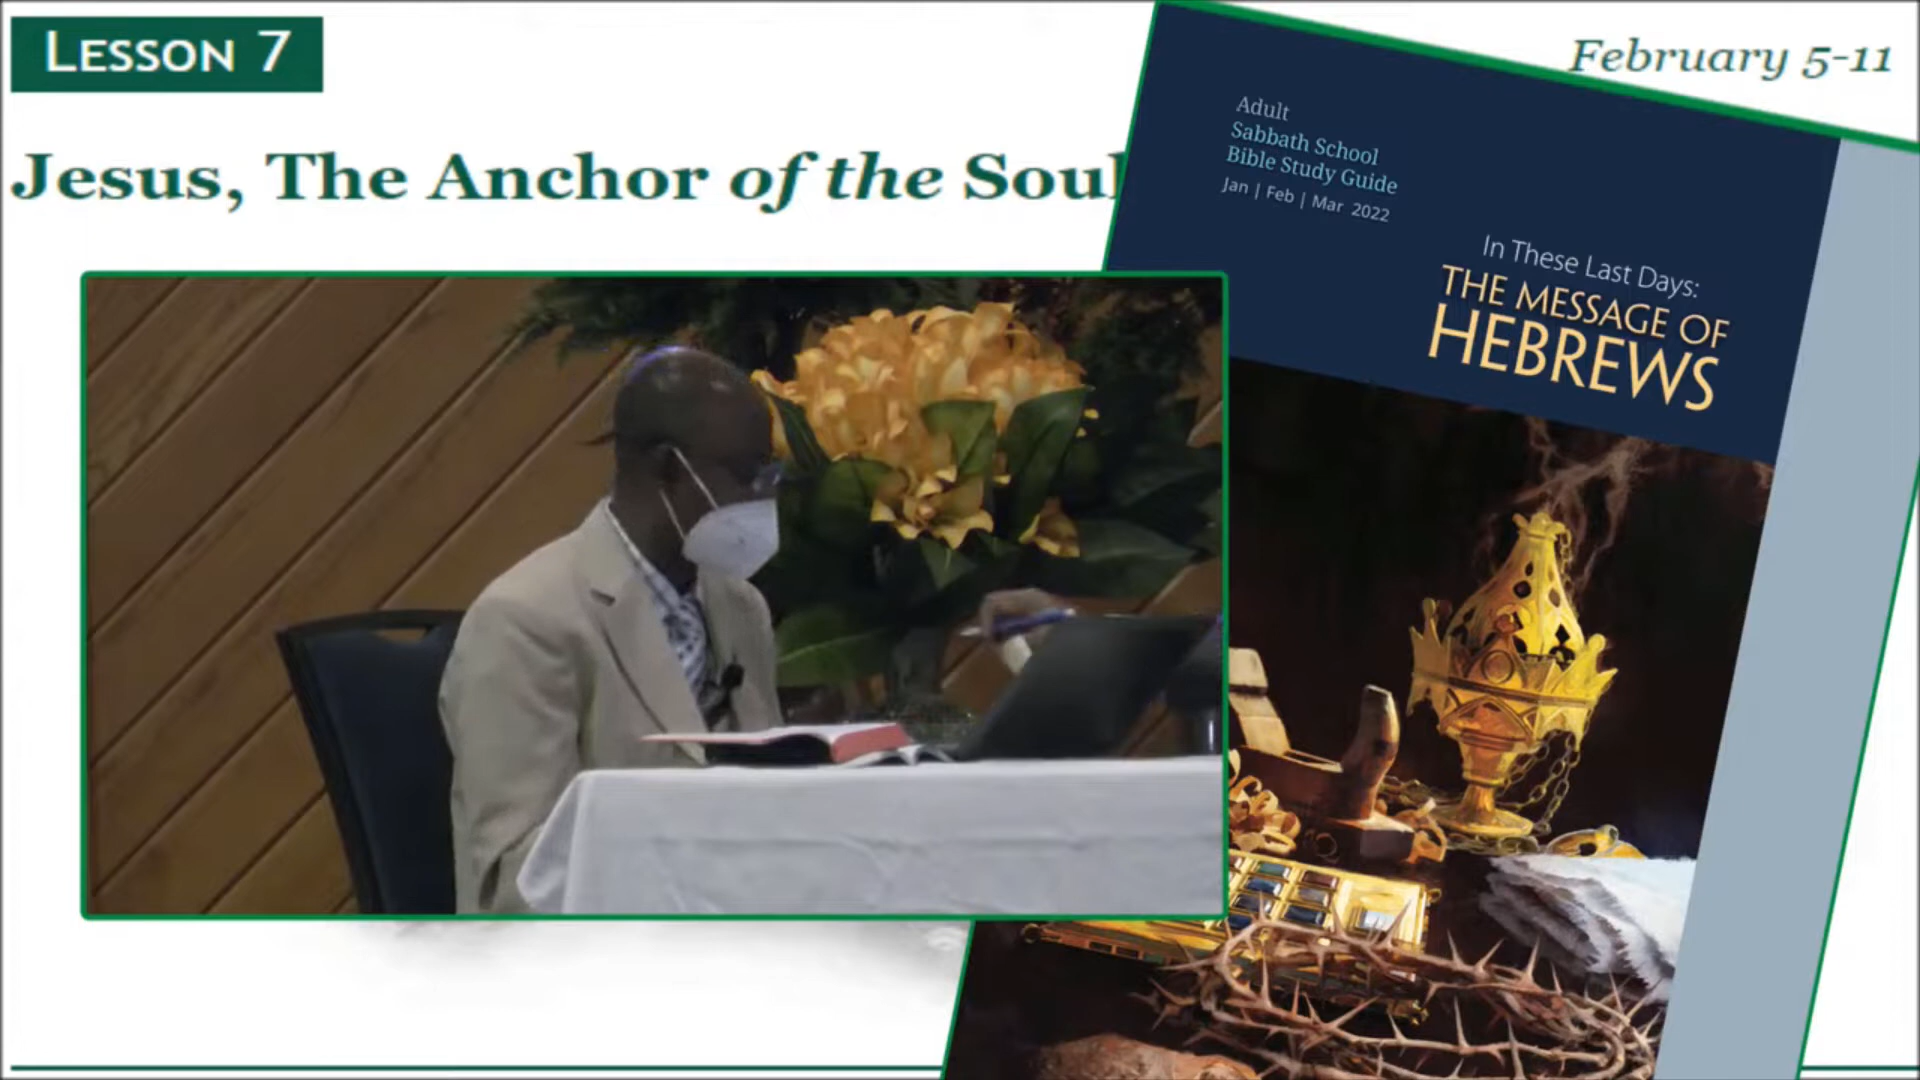 LESSON 7
February 5-11
Jesus, The Anchor of the Soul
Adult
Sabbath School
Bible Study Guide
Jan | Feb | Mar 2022
In These Last Days:
THE MESSAGE OF
HEBREWS